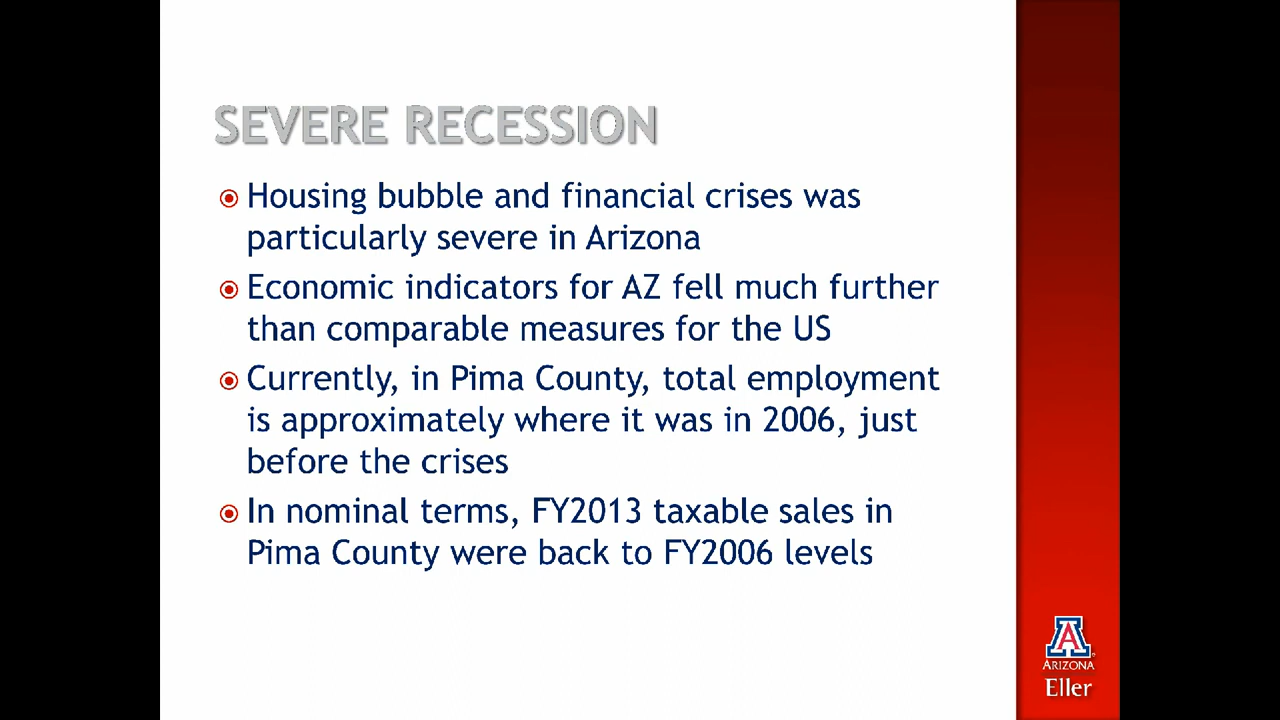 SEVERE RECESSION
Housing bubble and financial crises was
particularly severe in Arizona
Economic indicators for AZ fell much further
than comparable measures for the US
Currently, in Pima County, total employment
is approximately where it was in 2006, just
before the crises
In nominal terms, FY2013 taxable sales in
Pima County were back to FY2006 levels
A
ARIZONA
Eller